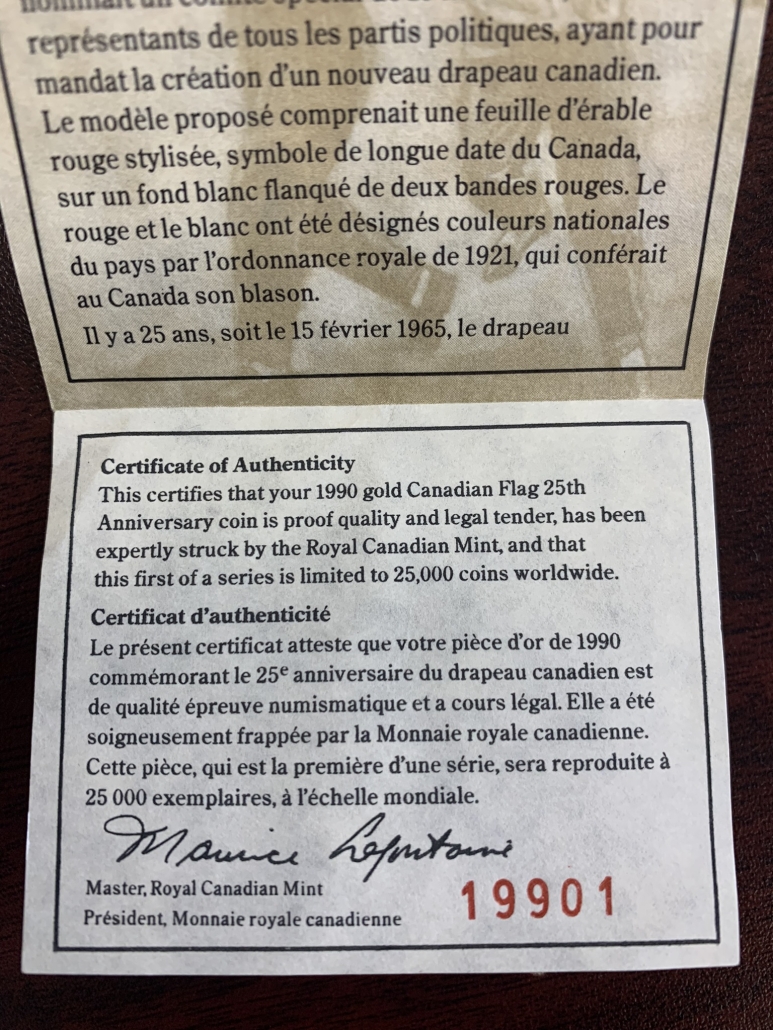 représentants de tous les partis politiques, ayant pour
mandat la création d'un nouveau drapeau canadien.
Le modèle proposé comprenait une feuille d'érable
rouge stylisée, symbole de longue date du Canada,
sur un fond blanc flanqué de deux bandes rouges. Le
rouge et le blanc ont été désignés couleurs nationales
du pays par l'ordonnance royale de 1921, qui conférait
au Canada son blason.
Il y a 25 ans, soit le 15 février 1965, le drapeau
Certificate of Authenticity
This certifies that your 1990 gold Canadian Flag 25th
Anniversary coin is proof quality and legal tender, has been
expertly struck by the Royal Canadian Mint, and that
this first of a series is limited to 25,000 coins worldwide.
Certificat d'authenticité
Le présent certificat atteste que votre pièce d'or de 1990
commémorant le 25e anniversaire du drapeau canadien est
de qualité épreuve numismatique et a cours légal. Elle a été
soigneusement frappée par la Monnaie royale canadienne.
Cette pièce, qui est la première d'une série, sera reproduite à
25 000 exemplaires, à l'échelle mondiale.
Maurice Lafontaine
Master, Royal Canadian Mint
Président, Monnaie royale canadienne
19901